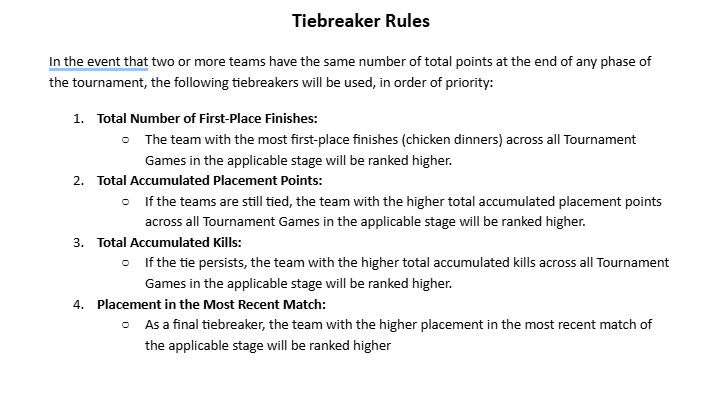 Tiebreaker Rules
In the event that two or more teams have the same number of total points at the end of any phase of
the tournament, the following tiebreakers will be used, in order of priority:
1. Total Number of First-Place Finishes:
○ The team with the most first-place finishes (chicken dinners) across all Tournament
Games in the applicable stage will be ranked higher.
2. Total Accumulated Placement Points:
○ If the teams are still tied, the team with the higher total accumulated placement points
across all Tournament Games in the applicable stage will be ranked higher.
3. Total Accumulated Kills:
○ If the tie persists, the team with the higher total accumulated kills across all Tournament
Games in the applicable stage will be ranked higher.
4. Placement in the Most Recent Match:
○ As a final tiebreaker, the team with the higher placement in the most recent match of
the applicable stage will be ranked higher